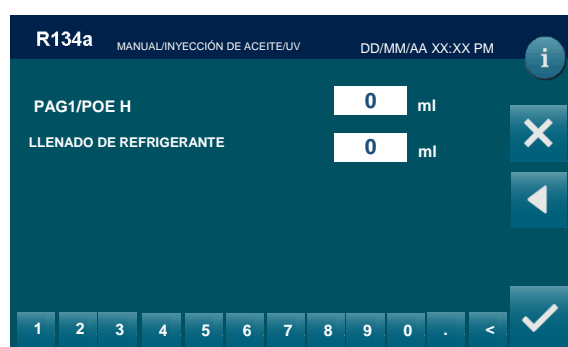 R134a MANUAL/INYECCIÓN DE ACEITE/UV DD/MM/AA XX:XX PM i
PAG1/POE H 0 ml
LLENADO DE REFRIGERANTE 0 ml
1 2 3 4 5 6 7 8 9 0 . <